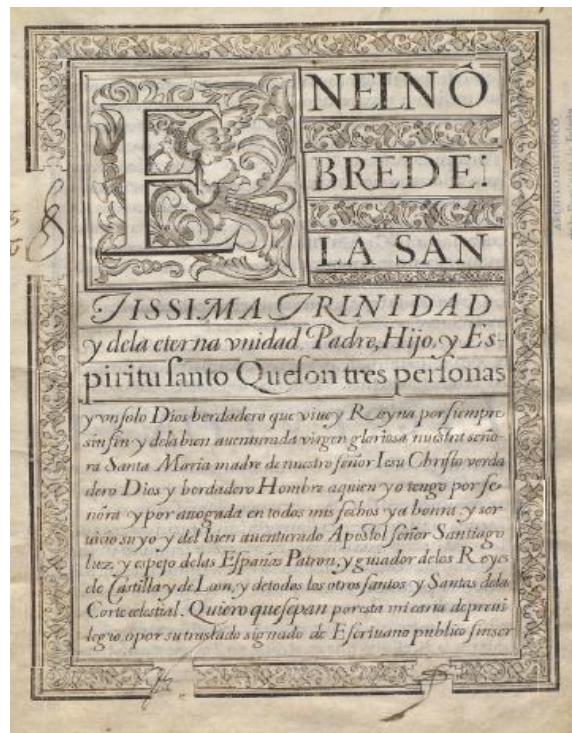 E
NEL NÓ
BRE DE:
LA SAN
TISSIMA TRINIDAD
y dela eterna vnidad. Padre, Hijo, y Es-
piritu santo Que son tres personas
y vn solo Dios berdadero que viue y Reyna por siempre
sin fin y dela bien auenturada virgen gloriosa nuestra seño-
ra Santa Maria madre de nuestro señor Iesu Christo verda
dero Dios y berdadero Hombre aquien yo tengo por se-
ñora y por auogada en todos mis fechos ya honra y ser
uicio suyo y del bien auenturado Apostol señor Santiago
luz, y espejo delas Españas Patron, y guiador delos Reyes
de Castilla y de Leon, y de todos los otros santos y Santas dela
Corte celestial. Quiero que sepan por esta mi carta de preui
legio, o por su traslado signado de Escriuano publico sin ser